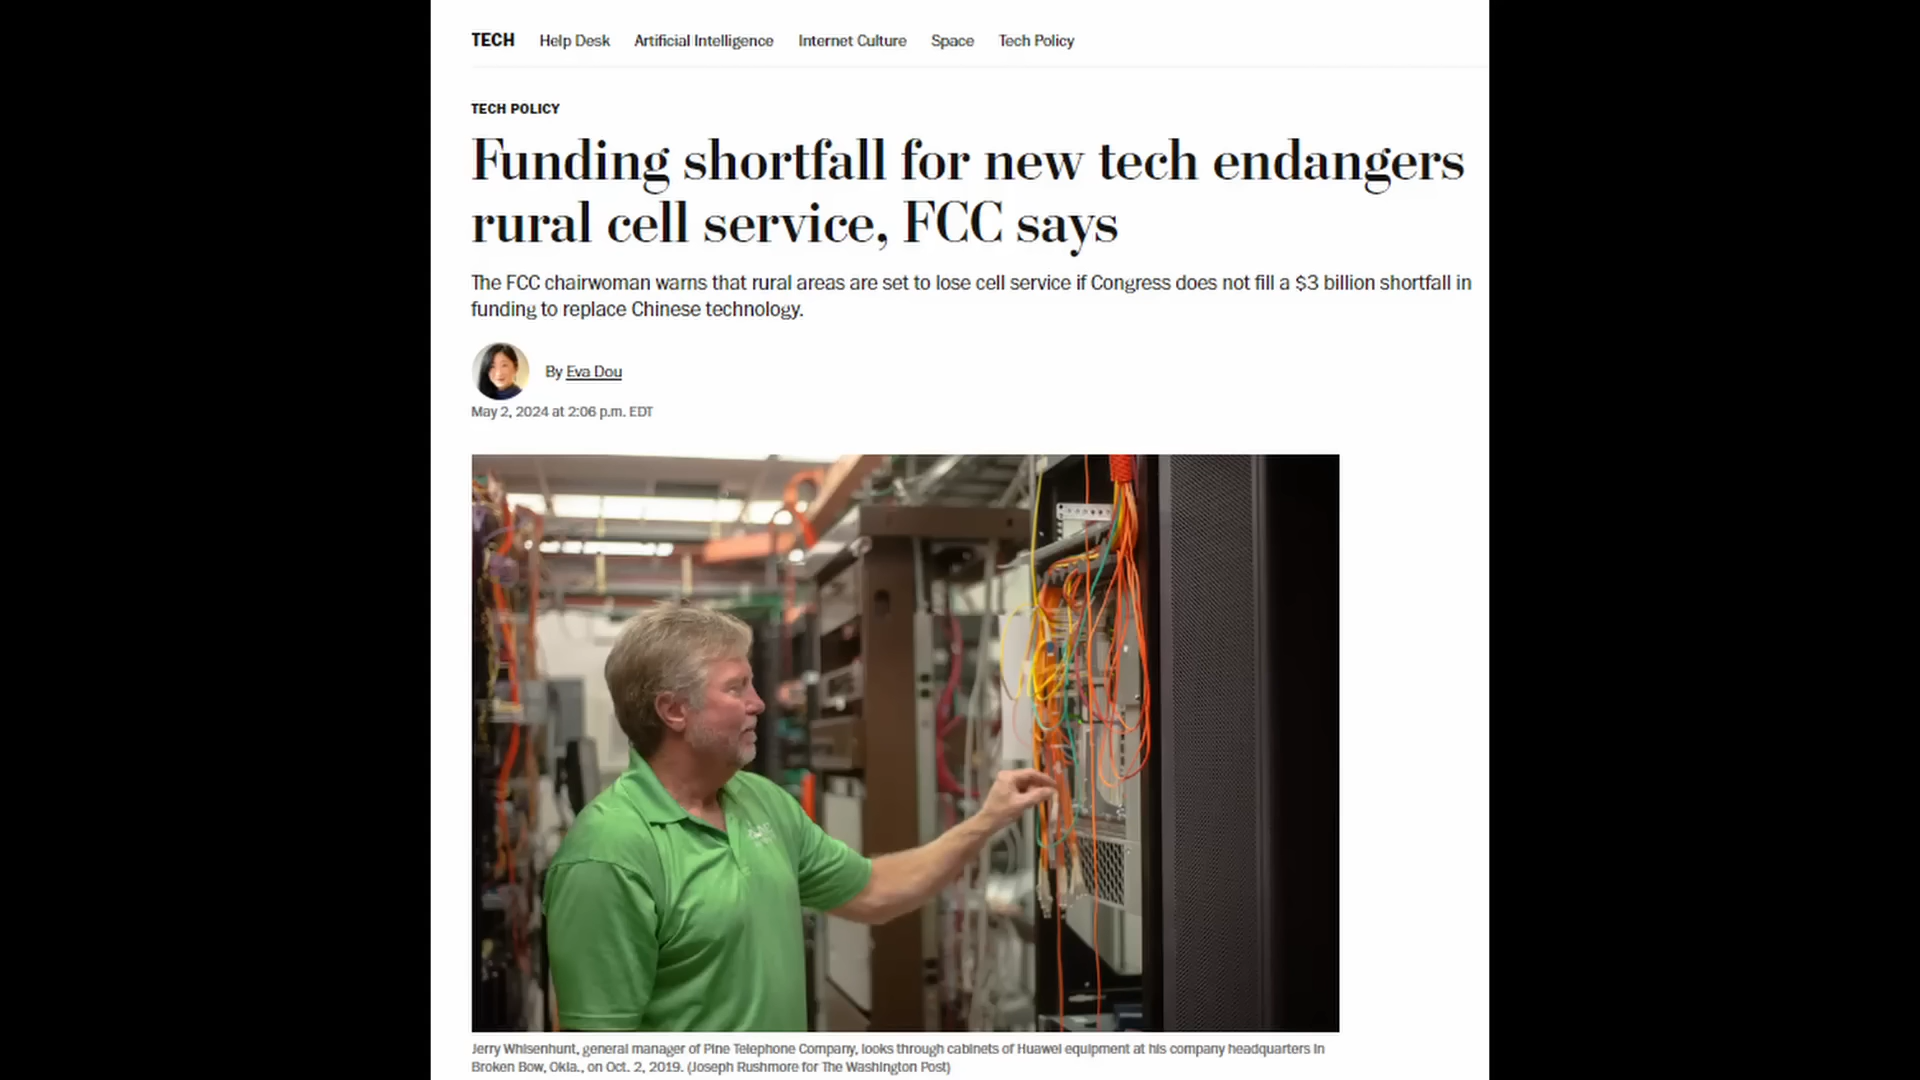 TECH Help Desk Artificial Intelligence Internet Culture Space Tech Policy
TECH POLICY
Funding shortfall for new tech endangers
rural cell service, FCC says
The FCC chairwoman warns that rural areas are set to lose cell service if Congress does not fill a $3 billion shortfall in
funding to replace Chinese technology.
By Eva Dou
May 2, 2024 at 2:06 p.m. EDT
Jerry Whisenhunt, general manager of Pine Telephone Company, looks through cabinets of Huawei equipment at his company headquarters in
Broken Bow, Okla., on Oct. 2, 2019. (Joseph Rushmore for The Washington Post)